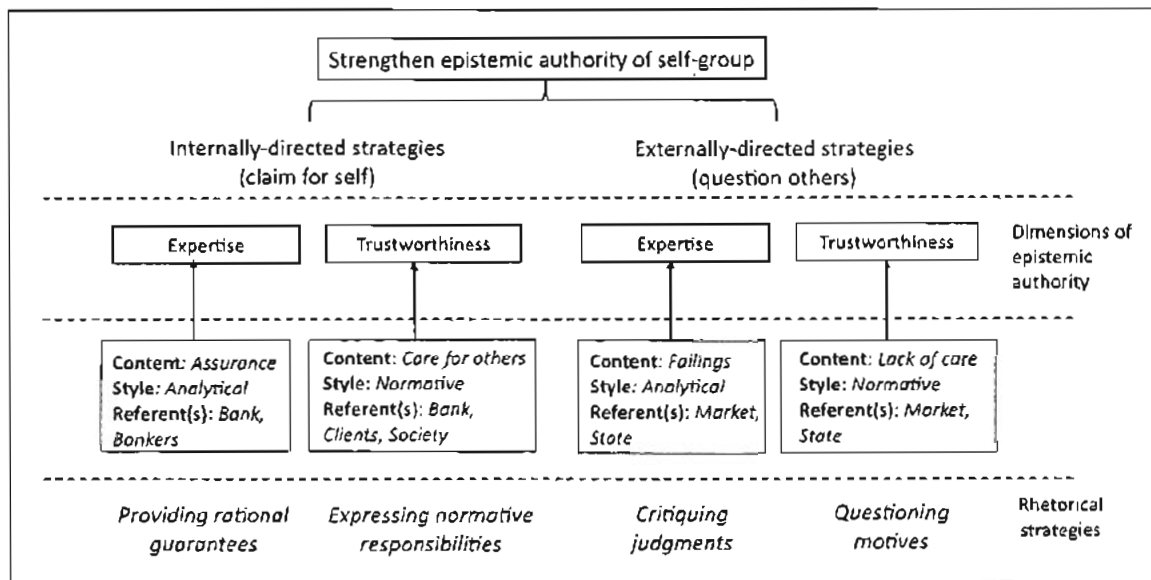 Strengthen epistemic authority of self-group
Internally-directed strategies
(claim for self)
Externally-directed strategies
(question others)
Expertise
Trustworthiness
Expertise
Trustworthiness
Dimensions of
epistemic
authority
Content: Assurance
Style: Analytical
Referent(s): Bank,
Bankers
Content: Care for others
Style: Normative
Referent(s): Bank,
Clients, Society
Content: Failings
Style: Analytical
Referent(s): Market,
State
Content: Lack of care
Style: Normative
Referent(s): Market,
State
Providing rational
guarantees
Expressing normative
responsibilities
Critiquing
judgments
Questioning
motives
Rhetorical
strategies